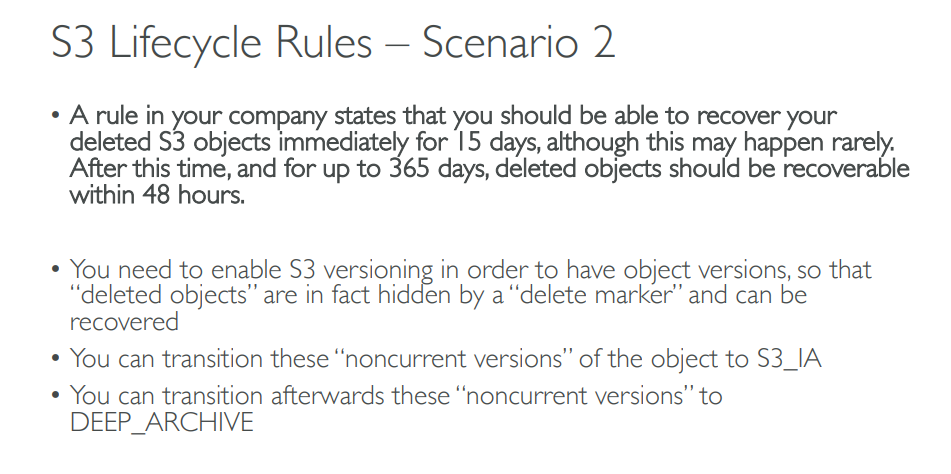 S3 Lifecycle Rules – Scenario 2
• A rule in your company states that you should be able to recover your
deleted S3 objects immediately for 15 days, although this may happen rarely.
After this time, and for up to 365 days, deleted objects should be recoverable
within 48 hours.
• You need to enable S3 versioning in order to have object versions, so that
“deleted objects” are in fact hidden by a “delete marker” and can be
recovered
• You can transition these “noncurrent versions” of the object to S3_IA
• You can transition afterwards these “noncurrent versions” to
DEEP_ARCHIVE